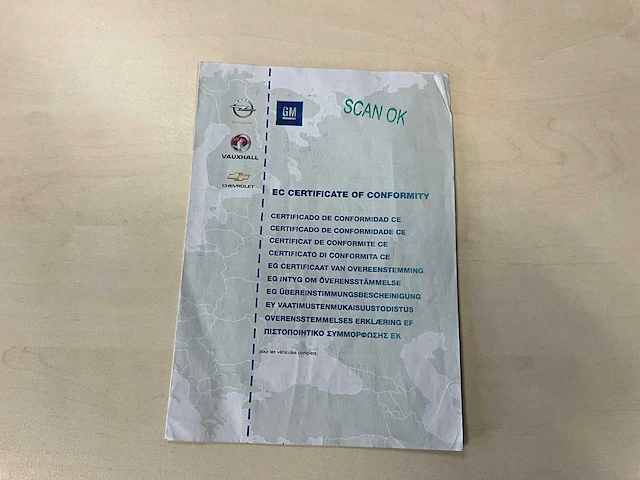 GM
SCAN OK
VAUXHALL
CHEVROLET
EC CERTIFICATE OF CONFORMITY
CERTIFICADO DE CONFORMIDAD CE
CERTIFICADO DE CONFORMIDADE CE
CERTIFICAT DE CONFORMITE CE
CERTIFICATO DI CONFORMITA CE
EG CERTIFICAAT VAN OVEREENSTEMMING
EG INTYG OM ÖVERENSSTÄMMELSE
EG ÜBEREINSTIMMUNGSBESCHEINIGUNG
EY VAATIMUSTENMUKAISUUSTODISTUS
OVERENSSTEMMELSES ERKLÆRING EF
ΠΙΣΤΟΠΟΙΗΤΙΚΟ ΣΥΜΜΟΡΦΩΣΗΣ ΕΚ
pour les véhicules complets